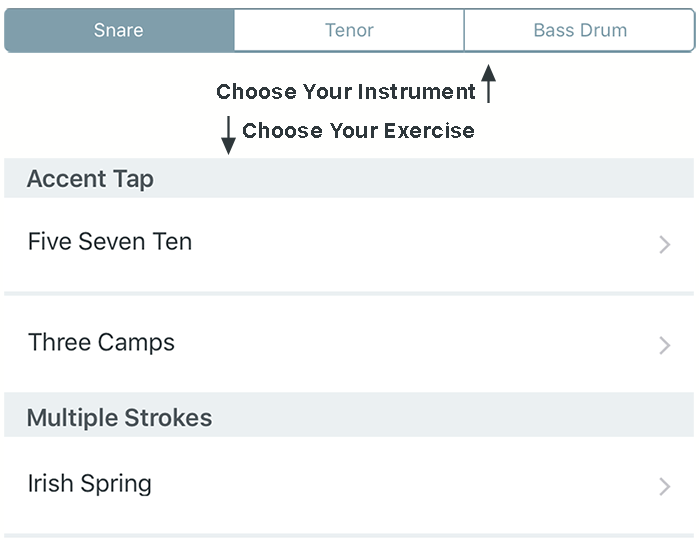 Snare Tenor Bass Drum
Choose Your Instrument
Choose Your Exercise
Accent Tap
Five Seven Ten
Three Camps
Multiple Strokes
Irish Spring